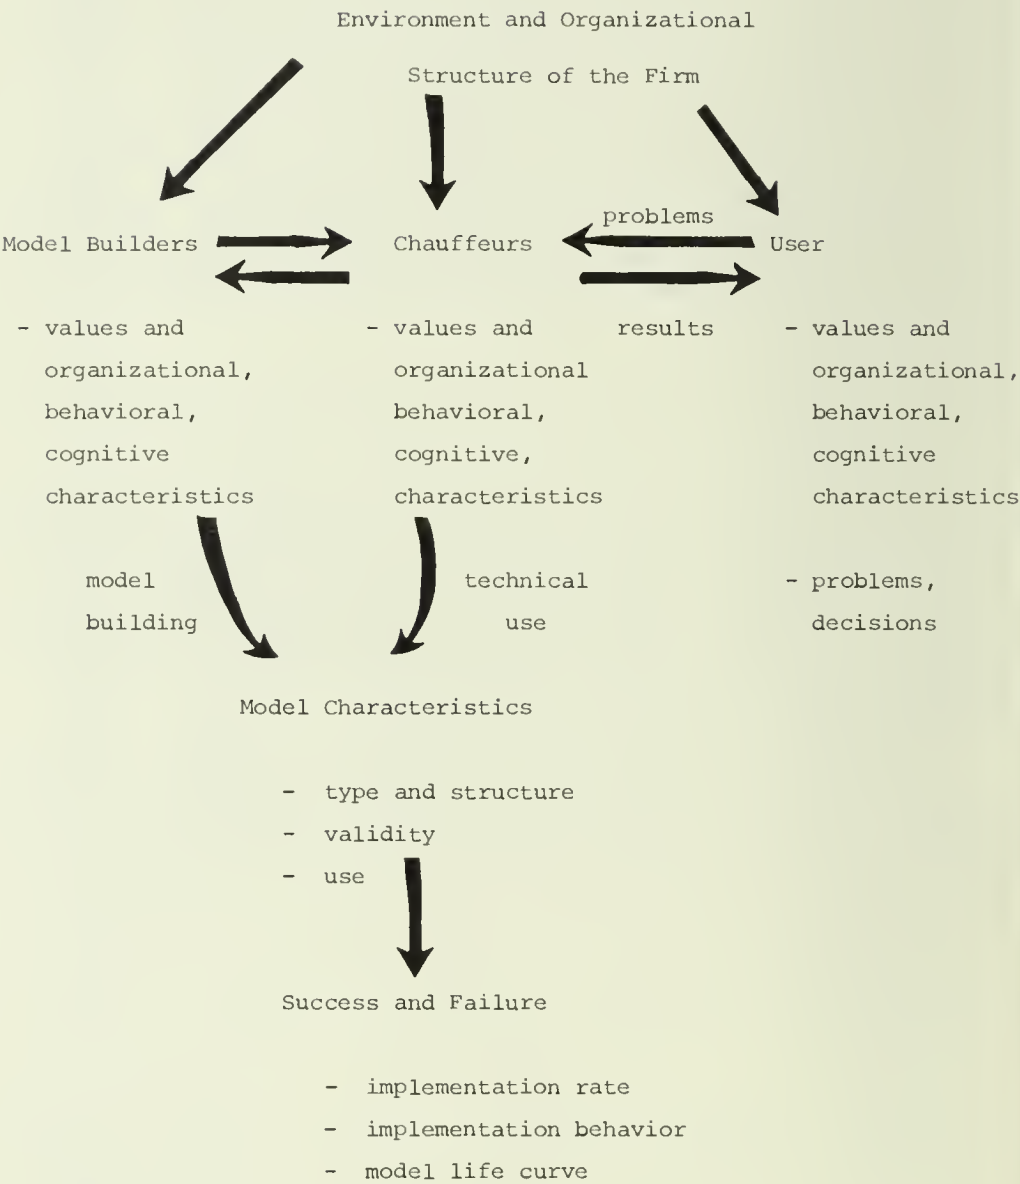 Environment and Organizational
Structure of the Firm
problems
Model Builders
Chauffeurs
User
- values and
organizational,
behavioral,
cognitive
characteristics
- values and
organizational
behavioral,
cognitive,
characteristics
results
- values and
organizational,
behavioral,
cognitive
characteristics
model
building
technical
use
- problems,
decisions
Model Characteristics
- type and structure
- validity
- use
Success and Failure
- implementation rate
- implementation behavior
- model life curve